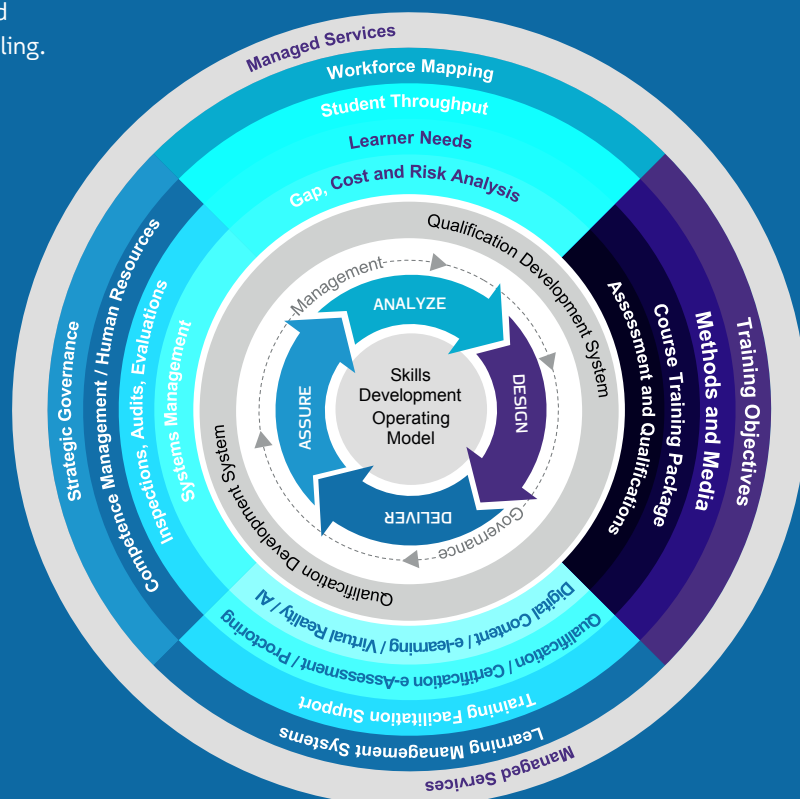 d
ling.
Managed Services
Workforce Mapping
Student Throughput
Learner Needs
Gap, Cost and Risk Analysis
Qualification Development System
Management
ANALYZE
DESIGN
DELIVER
ASSURE
Skills
Development
Operating
Model
Governance
Qualification Development System
Training Objectives
Methods and Media
Course Training Package
Assessment and Qualifications
Digital Content / e-learning / Virtual Reality / AI
Qualification / Certification e-Assessment / Proctoring
Training Facilitation Support
Learning Management Systems
Managed Services
Strategic Governance
Competence Management / Human Resources
Inspections, Audits, Evaluations
Systems Management